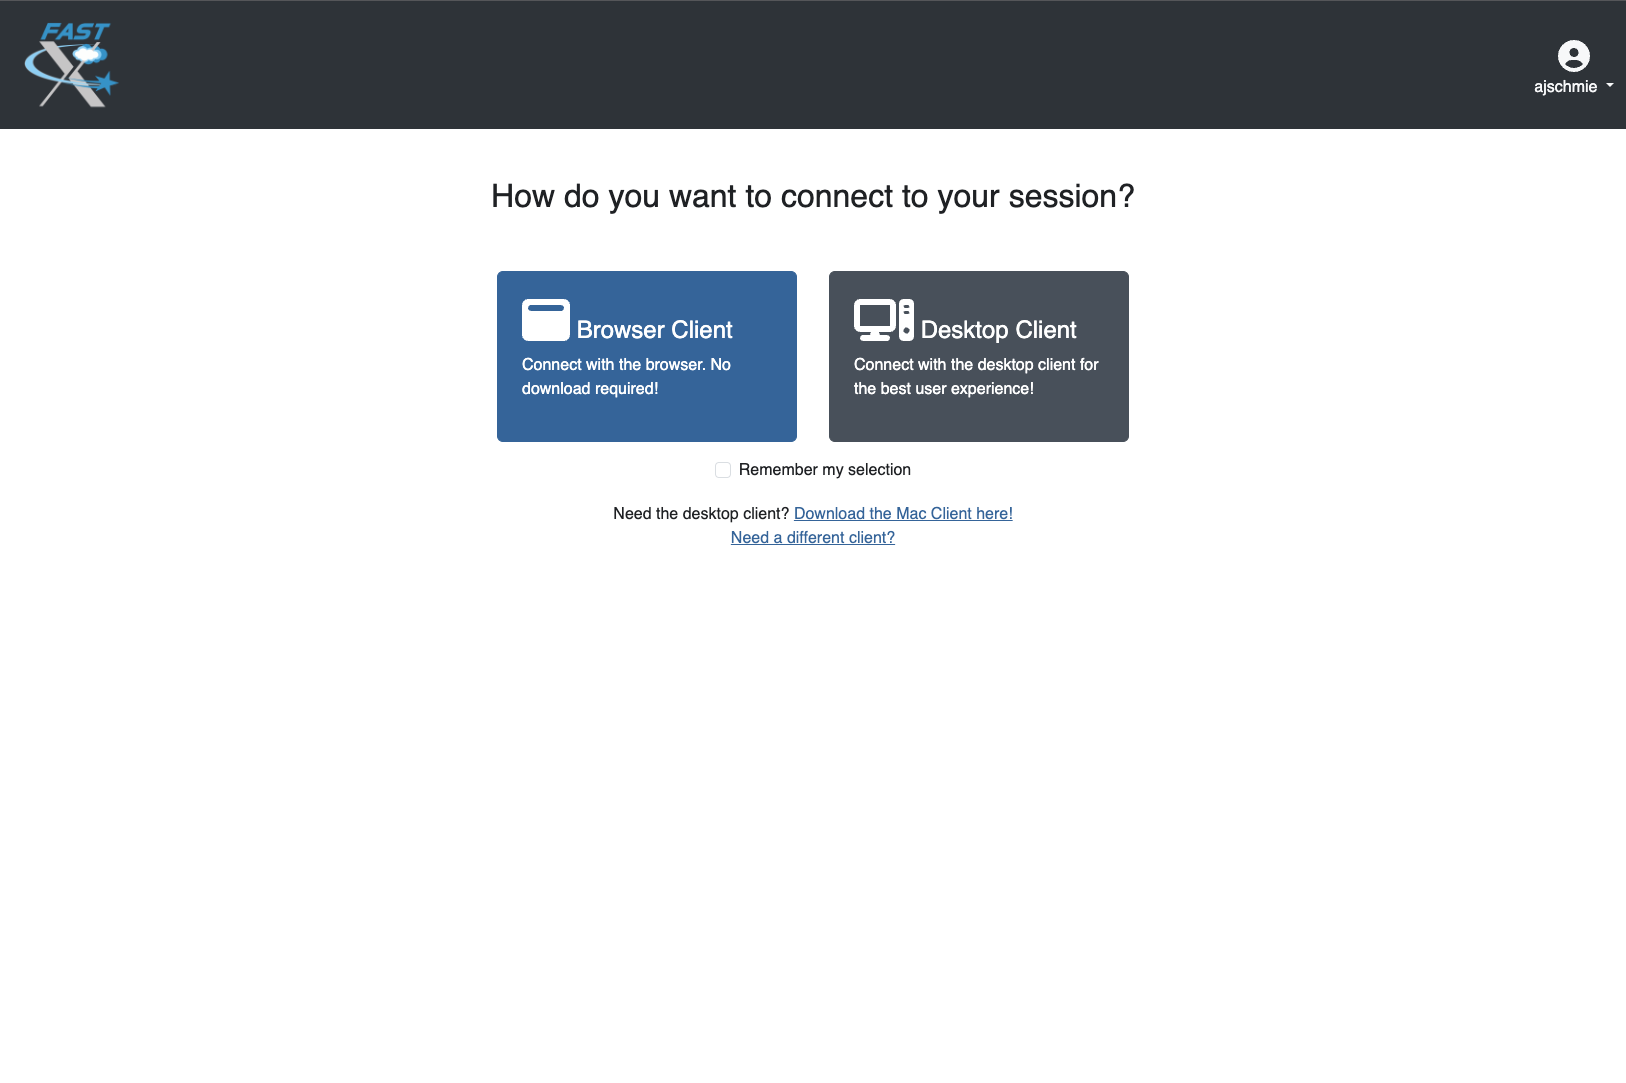 FAST
X
ajschmie
How do you want to connect to your session?
Browser Client
Connect with the browser. No
download required!
Desktop Client
Connect with the desktop client for
the best user experience!
Remember my selection
Need the desktop client? Download the Mac Client here!
Need a different client?